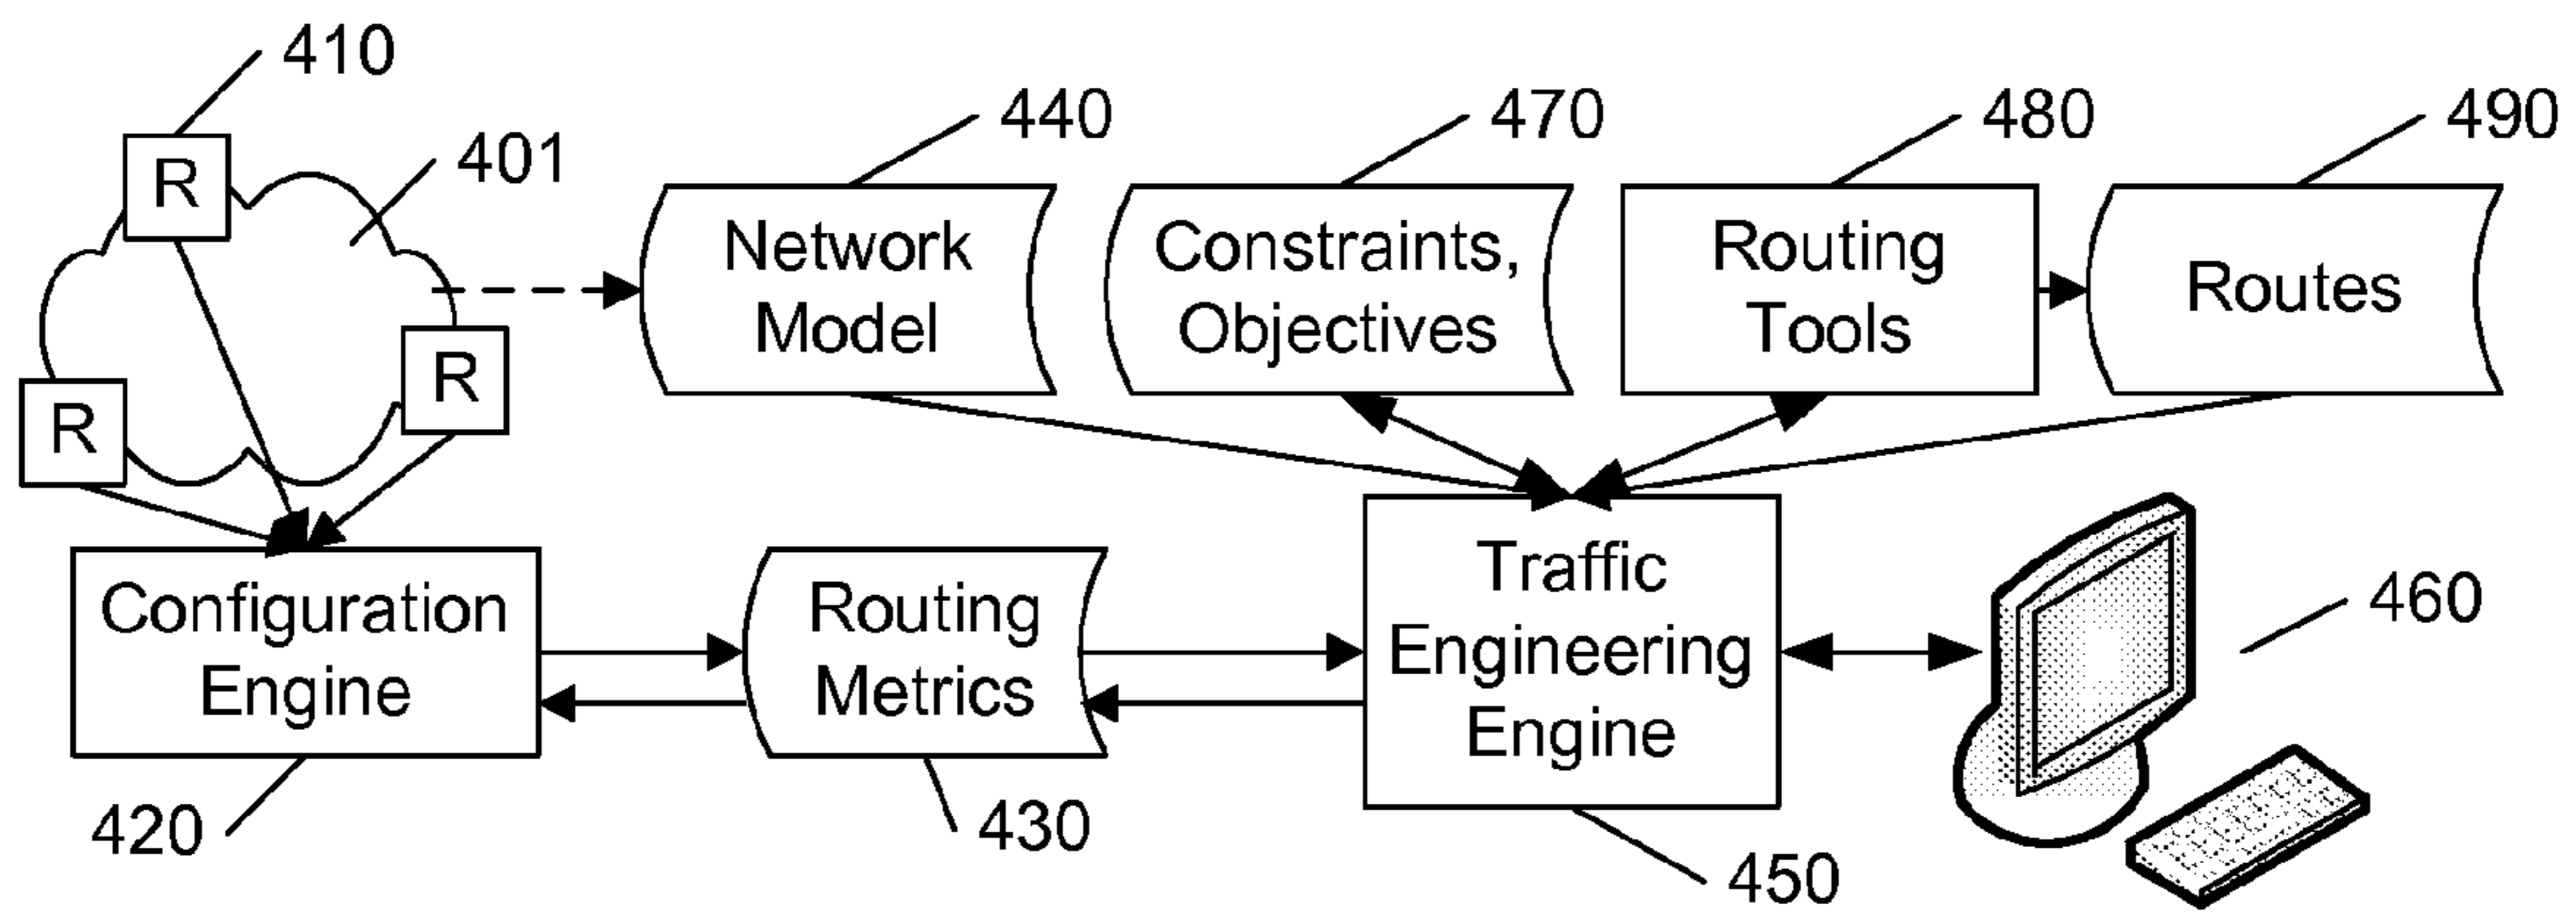 410
401
440
470
480
490
R
R
R
Network
Model
Constraints,
Objectives
Routing
Tools
Routes
Configuration
Engine
Routing
Metrics
Traffic
Engineering
Engine
460
420
430
450